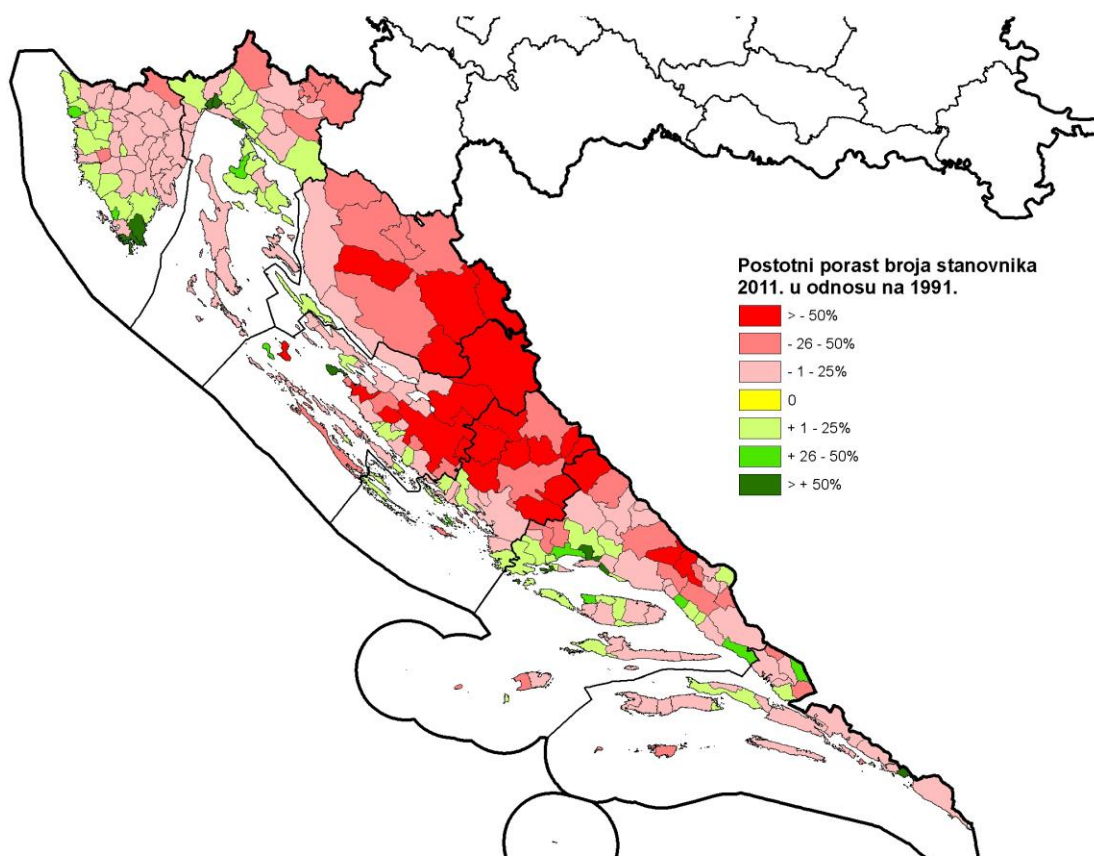 Postotni porast broja stanovnika
2011. u odnosu na 1991.
> - 50%
- 26 - 50%
- 1 - 25%
0
+ 1 - 25%
+ 26 - 50%
> + 50%